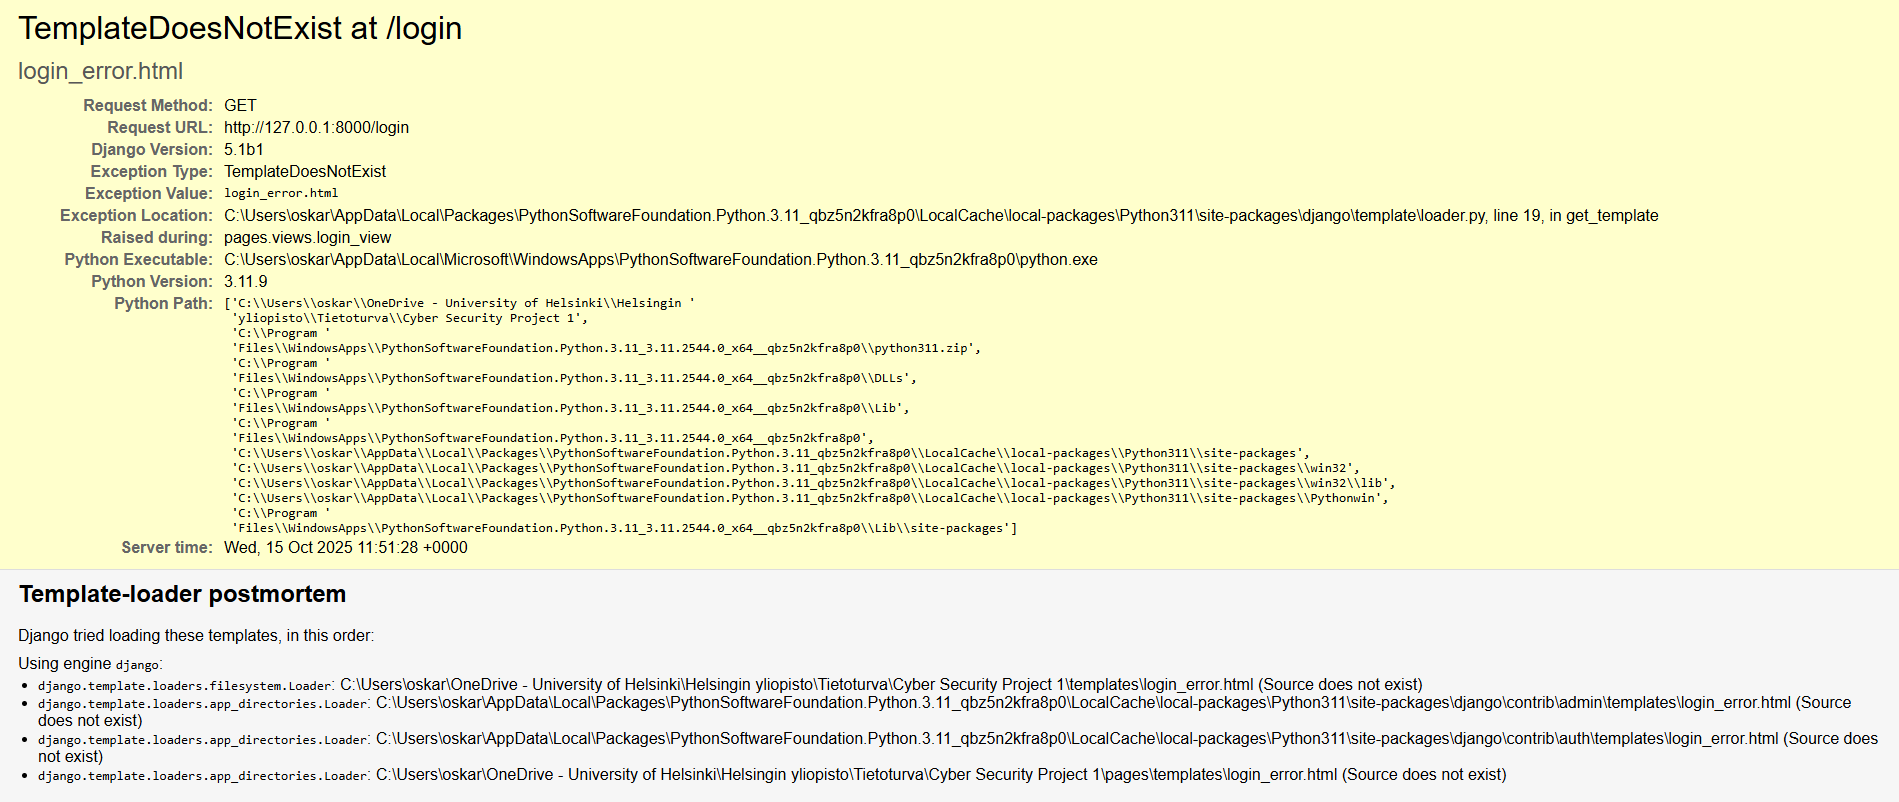 TemplateDoesNotExist at /login
login_error.html
Request Method: GET
Request URL: http://127.0.0.1:8000/login
Django Version: 5.1b1
Exception Type: TemplateDoesNotExist
Exception Value: login_error.html
Exception Location: C:\Users\oskar\AppData\Local\Packages\PythonSoftwareFoundation.Python.3.11_qbz5n2kfra8p0\LocalCache\local-packages\Python311\site-packages\django\template\loader.py, line 19, in get_template
Raised during: pages.views.login_view
Python Executable: C:\Users\oskar\AppData\Local\Microsoft\WindowsApps\PythonSoftwareFoundation.Python.3.11_qbz5n2kfra8p0\python.exe
Python Version: 3.11.9
Python Path: ['C:\\Users\\oskar\\OneDrive - University of Helsinki\\Helsingin '
'yliopisto\\Tietoturva\\Cyber Security Project 1',
'C:\\Program '
'Files\\WindowsApps\\PythonSoftwareFoundation.Python.3.11_3.11.2544.0_x64__qbz5n2kfra8p0\\python311.zip',
'C:\\Program '
'Files\\WindowsApps\\PythonSoftwareFoundation.Python.3.11_3.11.2544.0_x64__qbz5n2kfra8p0\\DLLs',
'C:\\Program '
'Files\\WindowsApps\\PythonSoftwareFoundation.Python.3.11_3.11.2544.0_x64__qbz5n2kfra8p0\\Lib',
'C:\\Program '
'Files\\WindowsApps\\PythonSoftwareFoundation.Python.3.11_3.11.2544.0_x64__qbz5n2kfra8p0',
'C:\\Users\\oskar\\AppData\\Local\\Packages\\PythonSoftwareFoundation.Python.3.11_qbz5n2kfra8p0\\LocalCache\\local-packages\\Python311\\site-packages',
'C:\\Users\\oskar\\AppData\\Local\\Packages\\PythonSoftwareFoundation.Python.3.11_qbz5n2kfra8p0\\LocalCache\\local-packages\\Python311\\site-packages\\win32',
'C:\\Users\\oskar\\AppData\\Local\\Packages\\PythonSoftwareFoundation.Python.3.11_qbz5n2kfra8p0\\LocalCache\\local-packages\\Python311\\site-packages\\win32\\lib',
'C:\\Users\\oskar\\AppData\\Local\\Packages\\PythonSoftwareFoundation.Python.3.11_qbz5n2kfra8p0\\LocalCache\\local-packages\\Python311\\site-packages\\Pythonwin',
'C:\\Program '
'Files\\WindowsApps\\PythonSoftwareFoundation.Python.3.11_3.11.2544.0_x64__qbz5n2kfra8p0\\Lib\\site-packages']
Server time: Wed, 15 Oct 2025 11:51:28 +0000
Template-loader postmortem
Django tried loading these templates, in this order:
Using engine django:
• django.template.loaders.filesystem.Loader: C:\Users\oskar\OneDrive - University of Helsinki\Helsingin yliopisto\Tietoturva\Cyber Security Project 1\templates\login_error.html (Source does not exist)
• django.template.loaders.app_directories.Loader: C:\Users\oskar\AppData\Local\Packages\PythonSoftwareFoundation.Python.3.11_qbz5n2kfra8p0\LocalCache\local-packages\Python311\site-packages\django\contrib\admin\templates\login_error.html (Source
does not exist)
• django.template.loaders.app_directories.Loader: C:\Users\oskar\AppData\Local\Packages\PythonSoftwareFoundation.Python.3.11_qbz5n2kfra8p0\LocalCache\local-packages\Python311\site-packages\django\contrib\auth\templates\login_error.html (Source does
not exist)
• django.template.loaders.app_directories.Loader: C:\Users\oskar\OneDrive - University of Helsinki\Helsingin yliopisto\Tietoturva\Cyber Security Project 1\pages\templates\login_error.html (Source does not exist)